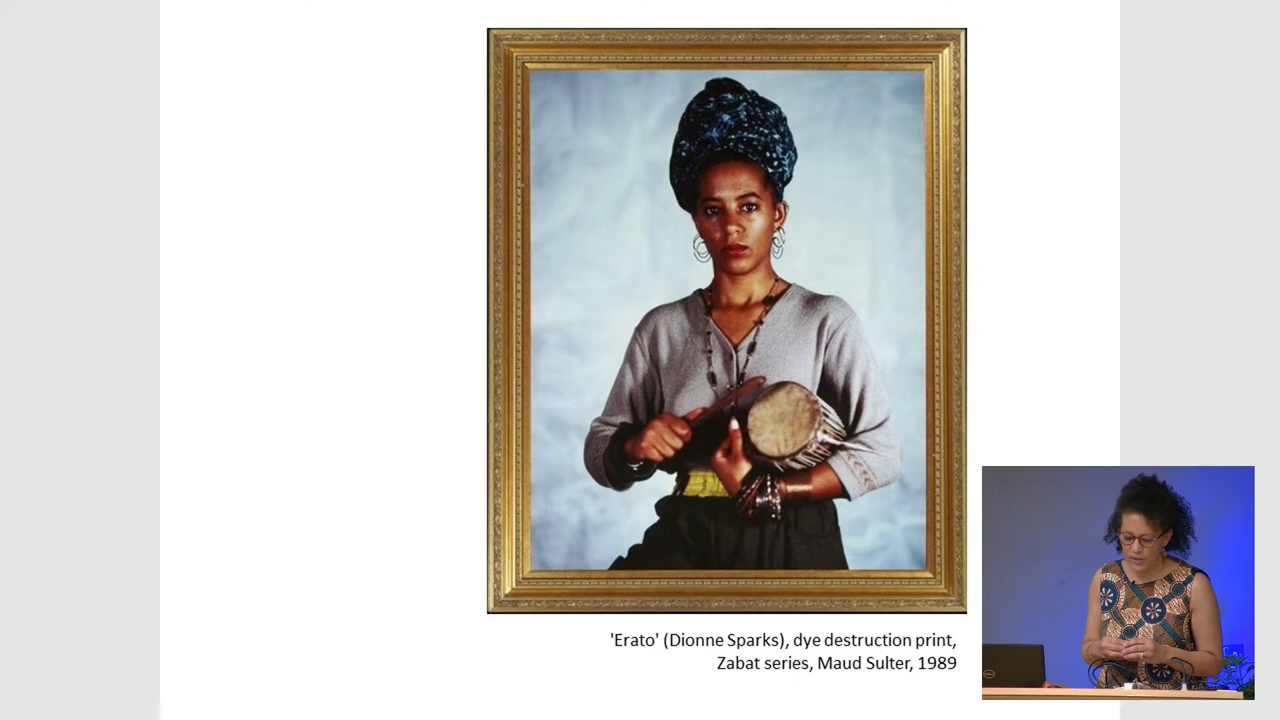 'Erato' (Dionne Sparks), dye destruction print,
Zabat series, Maud Sulter, 1989